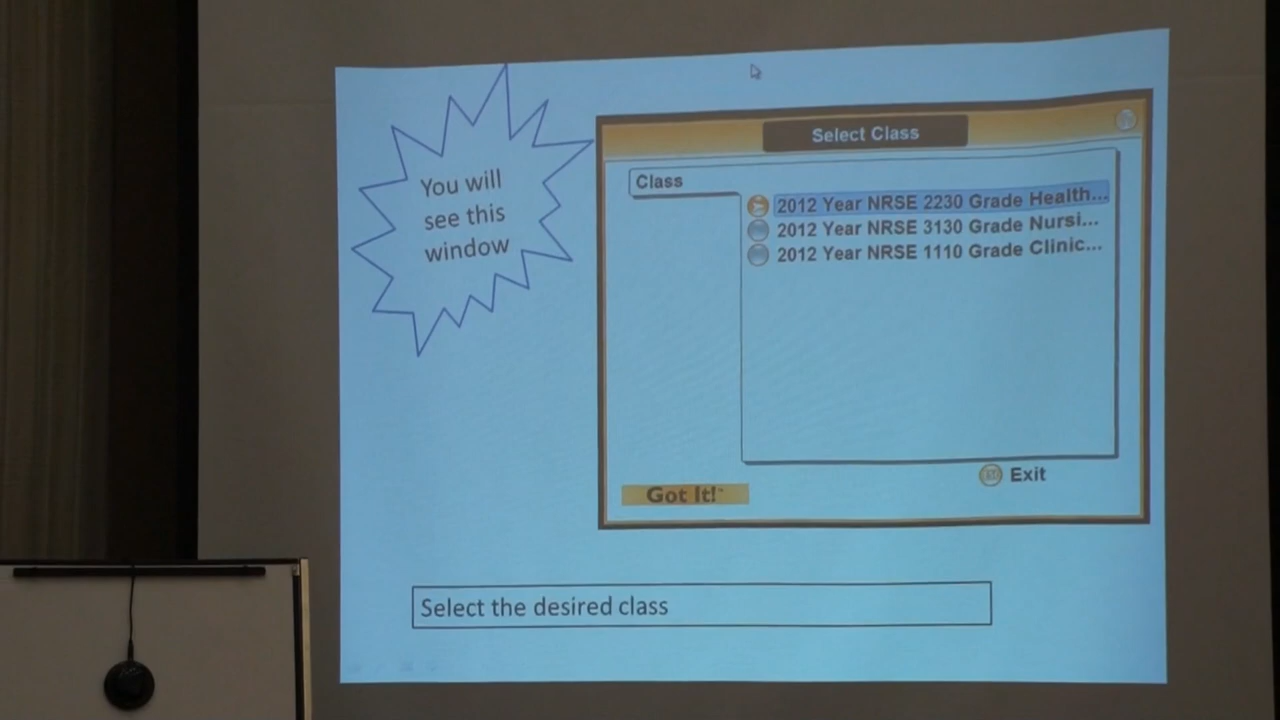 You will
see this
window
Select Class
Class
2012 Year NRSE 2230 Grade Health...
2012 Year NRSE 3130 Grade Nursi...
2012 Year NRSE 1110 Grade Clinic...
Exit
Got It!™
Select the desired class